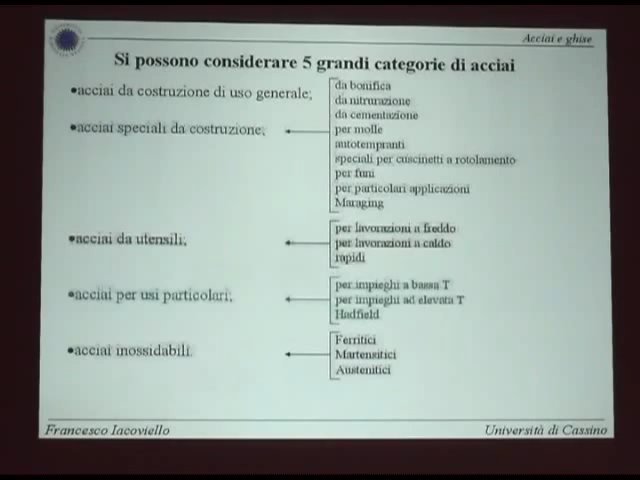 Acciai e ghise
Si possono considerare 5 grandi categorie di acciai
•acciai da costruzione di uso generale;
•acciai speciali da costruzione;
da bonifica
da nitrurazione
da cementazione
per molle
autotempranti
speciali per cuscinetti a rotolamento
per funi
per particolari applicazioni
Maraging
•acciai da utensili;
per lavorazioni a freddo
per lavorazioni a caldo
rapidi
•acciai per usi particolari;
per impieghi a bassa T
per impieghi ad elevata T
Hadfield
•acciai inossidabili.
Ferritici
Martensitici
Austenitici
Francesco Iacoviello
Università di Cassino